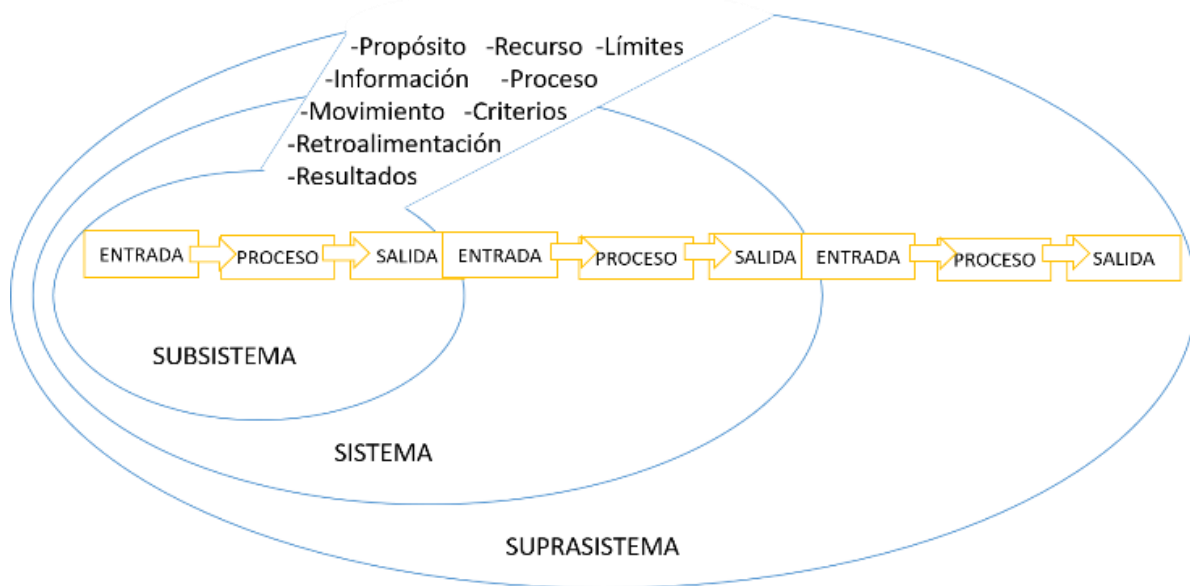 -Propósito -Recurso -Límites
-Información -Proceso
-Movimiento -Criterios
-Retroalimentación
-Resultados
ENTRADA PROCESO SALIDA ENTRADA PROCESO SALIDA ENTRADA PROCESO SALIDA
SUBSISTEMA
SISTEMA
SUPRASISTEMA